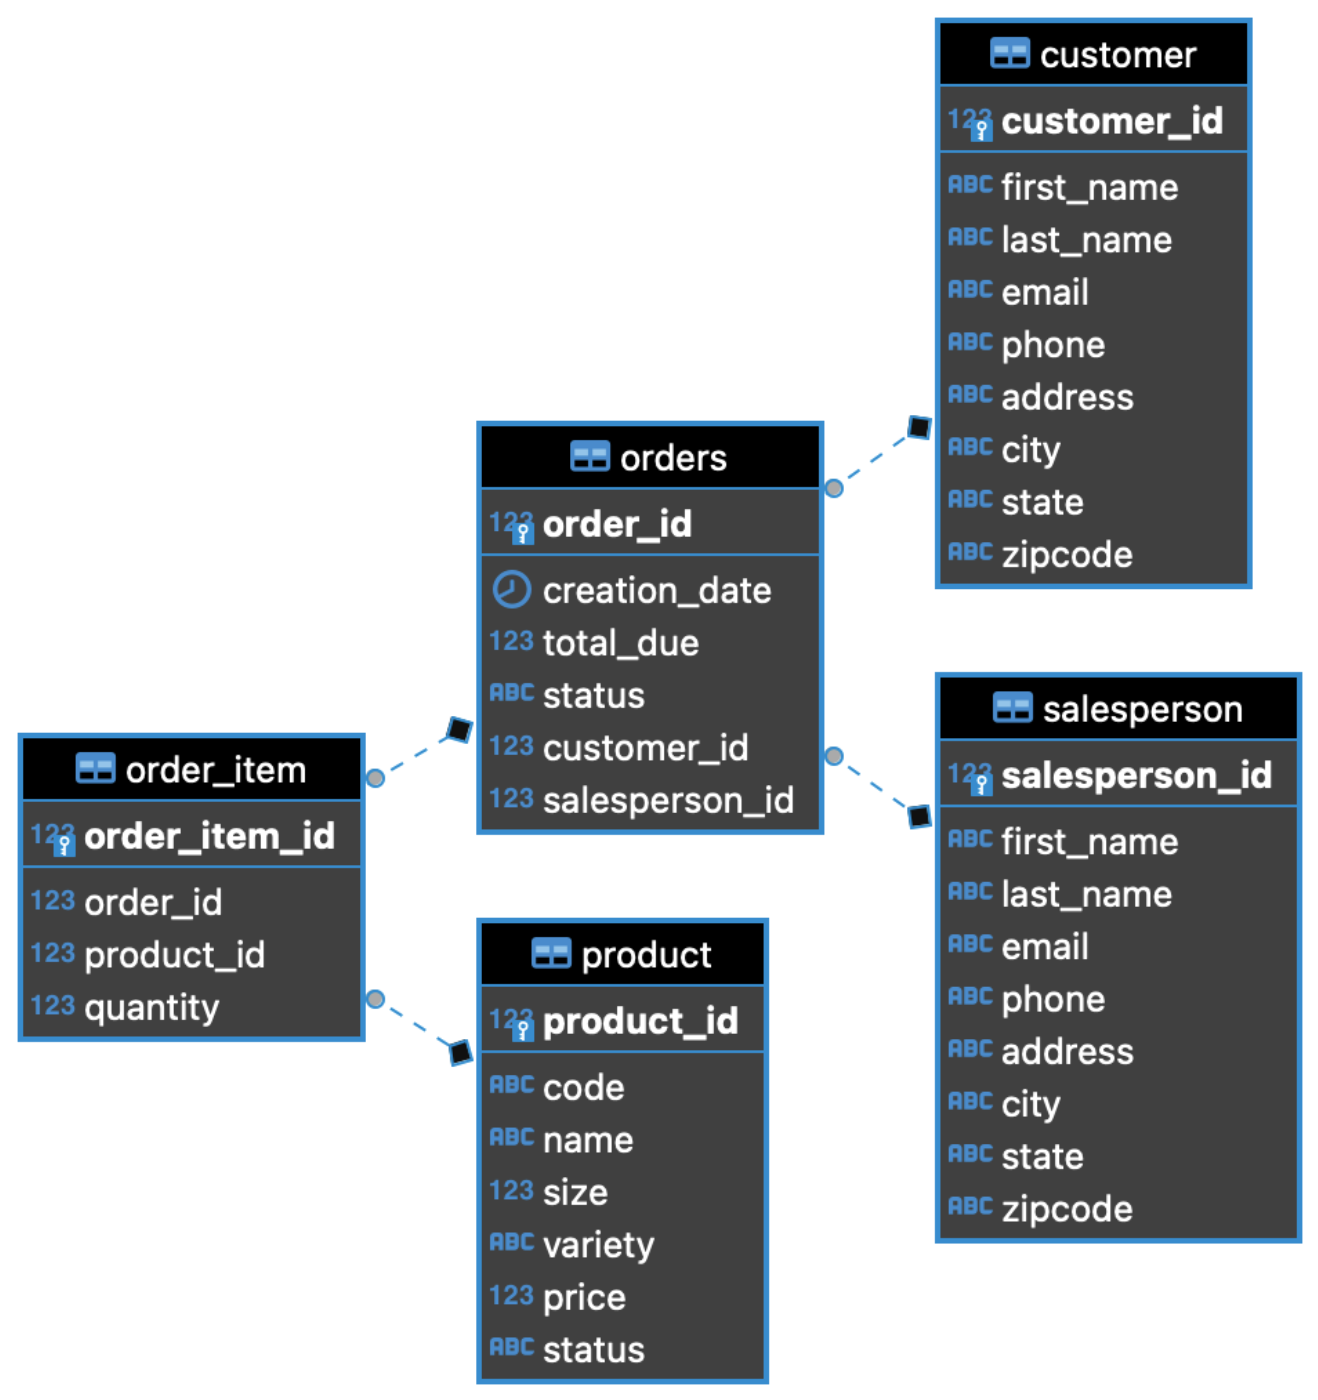 customer
123 customer_id
ABC first_name
ABC last_name
ABC email
ABC phone
ABC address
ABC city
ABC state
ABC zipcode
orders
123 order_id
creation_date
123 total_due
ABC status
123 customer_id
123 salesperson_id
salesperson
123 salesperson_id
ABC first_name
ABC last_name
ABC email
ABC phone
ABC address
ABC city
ABC state
ABC zipcode
order_item
123 order_item_id
123 order_id
123 product_id
123 quantity
product
123 product_id
ABC code
ABC name
123 size
ABC variety
123 price
ABC status